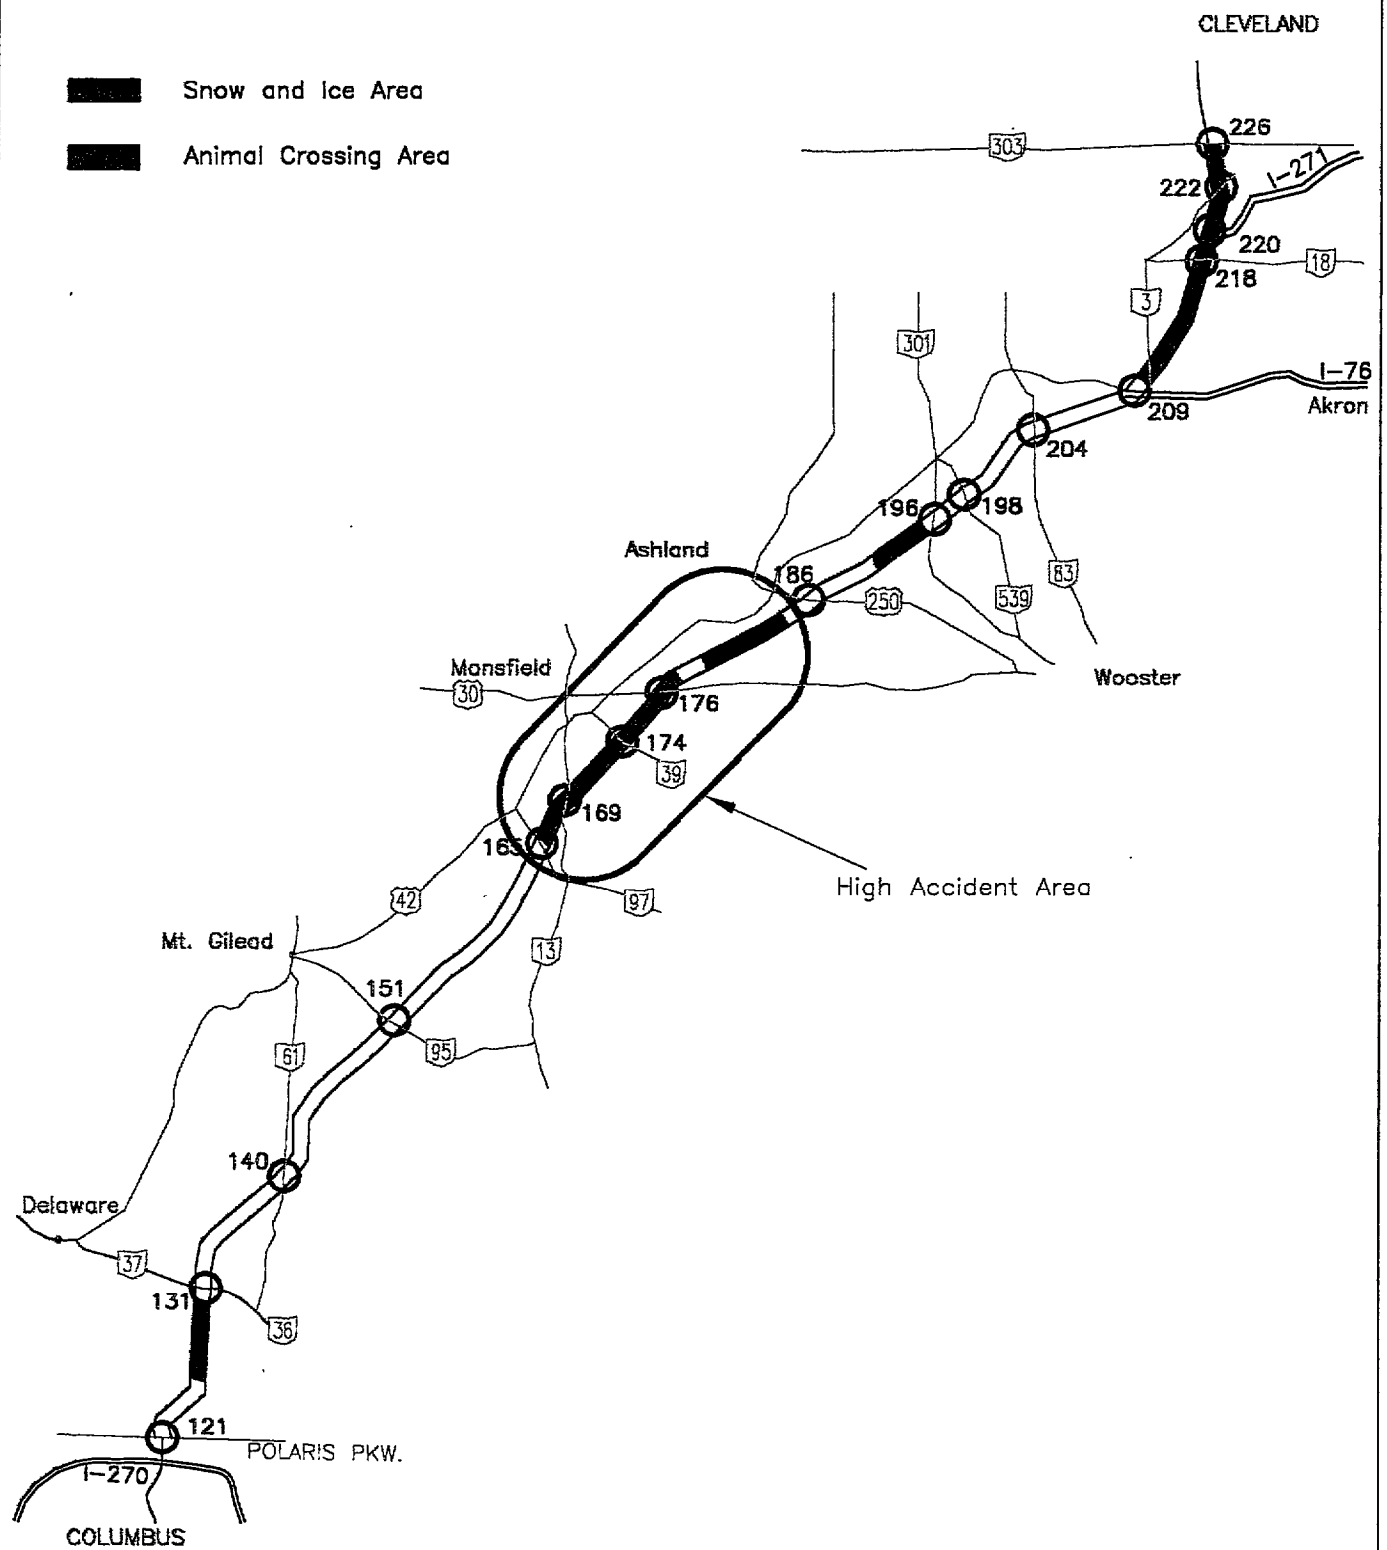 CLEVELAND
Snow and Ice Area
Animal Crossing Area
226
303
I-271
222
220
18
218
3
301
I-76
Akron
209
204
196
198
Ashland
186
83
250
539
Mansfield
30
Wooster
176
174
39
169
165
High Accident Area
42
97
Mt. Gilead
13
151
61
95
140
Delaware
37
131
36
121
POLARIS PKW.
I-270
COLUMBUS